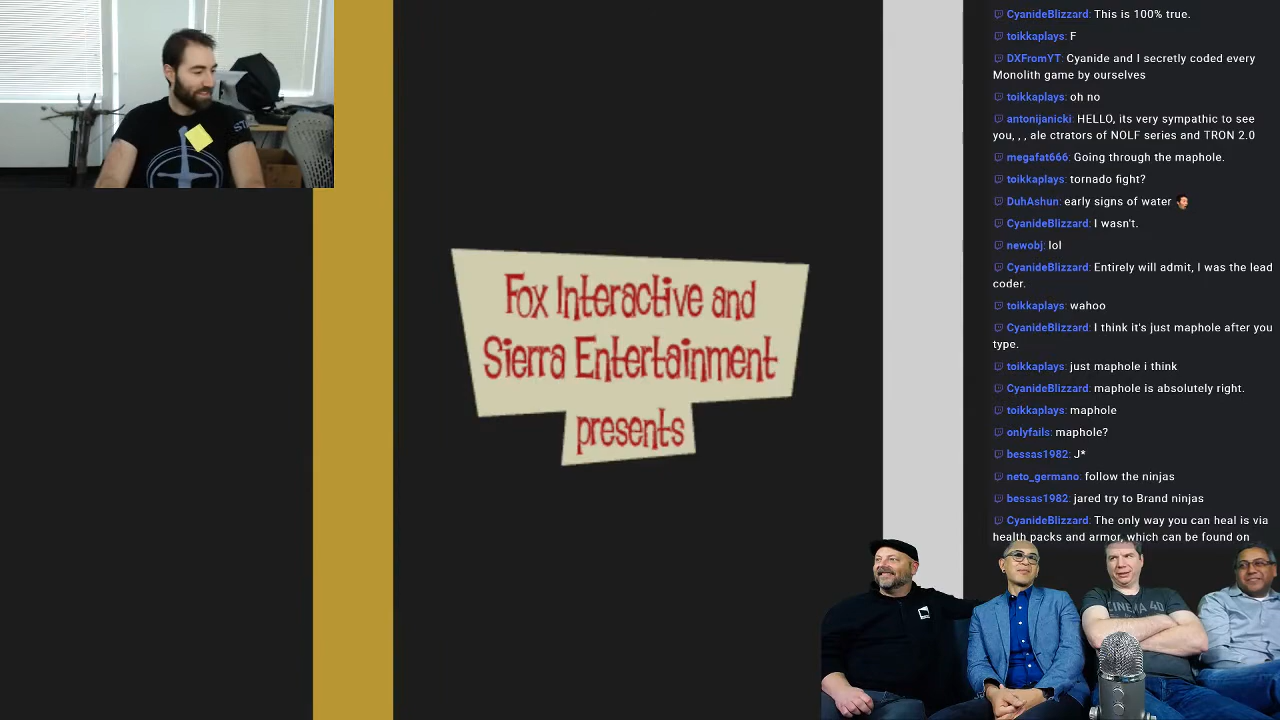 Fox Interactive and
Sierra Entertainment
presents
CyanideBlizzard: This is 100% true.
toikkaplays: F
DXFromYT: Cyanide and I secretly coded every
Monolith game by ourselves
toikkaplays: oh no
antonijanicki: HELLO, its very sympathic to see
you, , , ale ctrators of NOLF series and TRON 2.0
megafat666: Going through the maphole.
toikkaplays: tornado fight?
DuhAshun: early signs of water
CyanideBlizzard: I wasn't.
newobj: lol
CyanideBlizzard: Entirely will admit, I was the lead
coder.
toikkaplays: wahoo
CyanideBlizzard: I think it's just maphole after you
type.
toikkaplays: just maphole i think
CyanideBlizzard: maphole is absolutely right.
toikkaplays: maphole
onlyfails: maphole?
bessas1982: J*
neto_germano: follow the ninjas
bessas1982: jared try to Brand ninjas
CyanideBlizzard: The only way you can heal is via
health packs and armor, which can be found on
CINEMA 4D